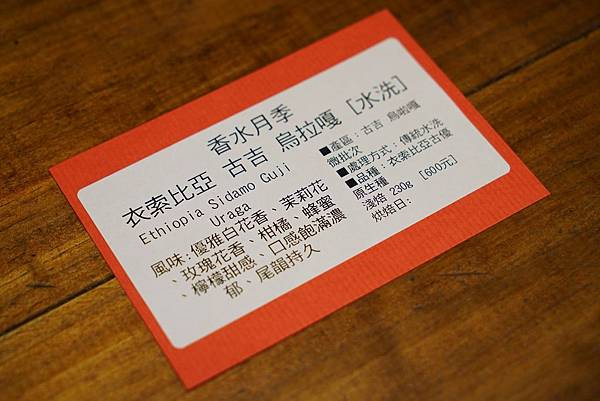 香水月季
衣索比亞 古吉 烏拉嘎 [水洗]
Ethiopia Sidamo Guji
Uraga
風味:優雅白花香、茉莉花
、玫瑰花香、柑橘、蜂蜜
、檸檬甜感、口感飽滿濃
郁、尾韻持久
■產區:古吉 烏啦嘎
微批次
■處理方式:傳統水洗
■品種:衣索比亞古優
原生種
淺焙 230g [600元]
烘焙日: